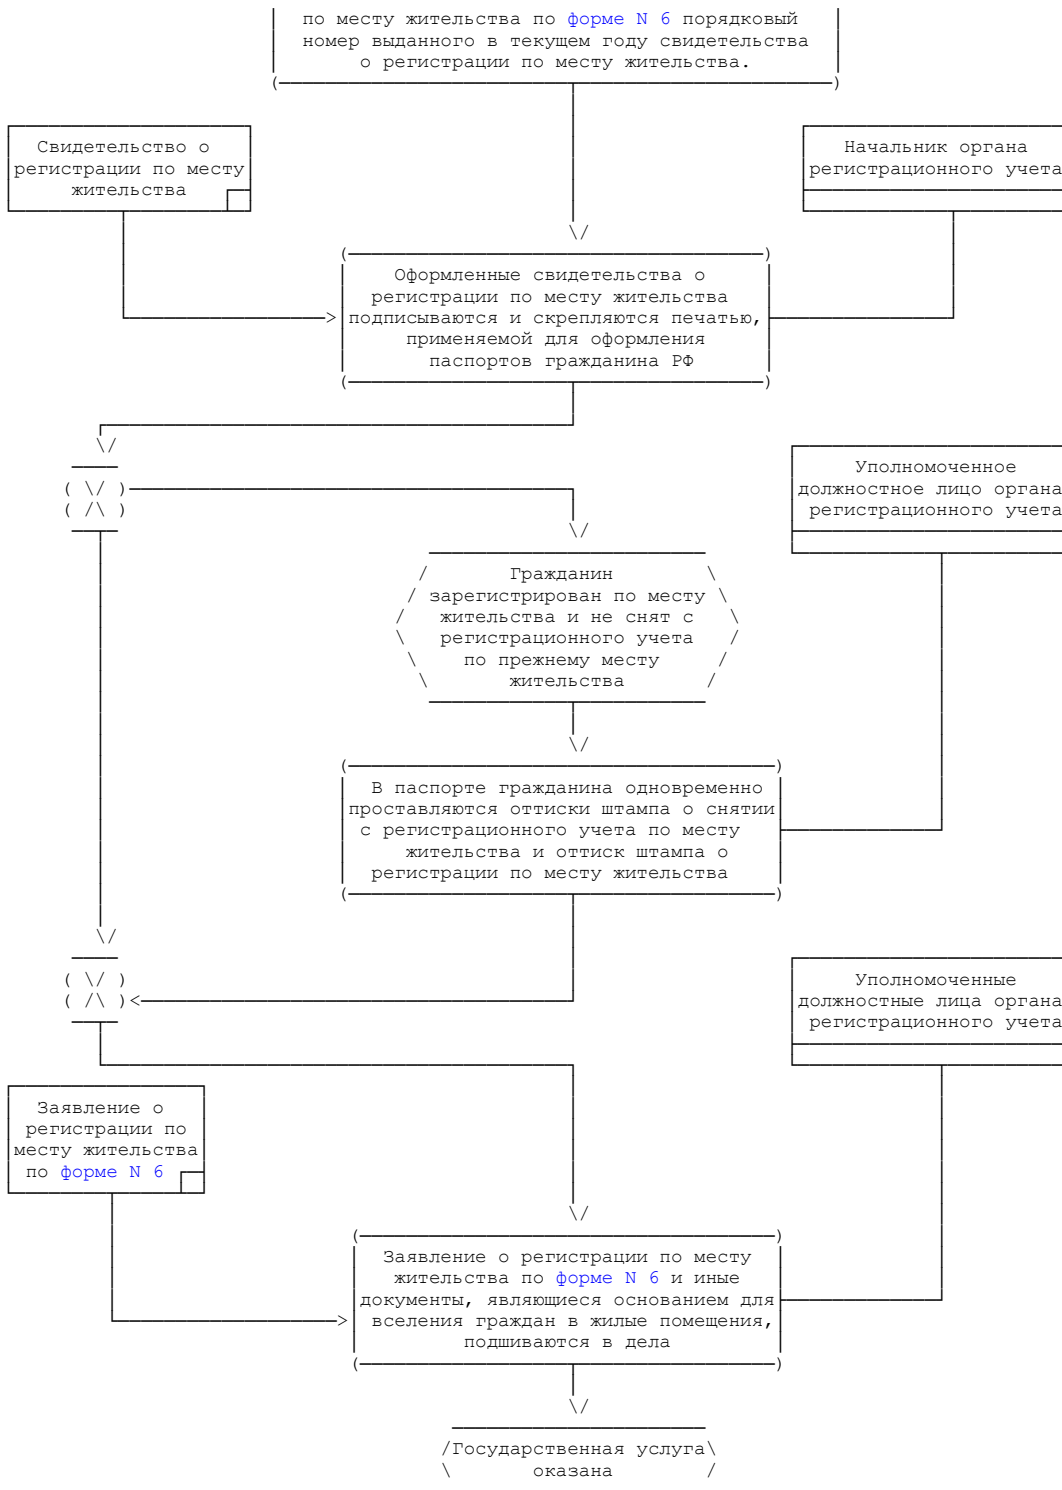 по месту жительства по форме N 6 порядковый
номер выданного в текущем году свидетельства
о регистрации по месту жительства.
Свидетельство о
регистрации по месту
жительства
Начальник органа
регистрационного учета
Оформленные свидетельства о
регистрации по месту жительства
подписываются и скрепляются печатью,
применяемой для оформления
паспортов гражданина РФ
Уполномоченное
должностное лицо органа
регистрационного учета
Гражданин
зарегистрирован по месту
жительства и не снят с
регистрационного учета
по прежнему месту
жительства
В паспорте гражданина одновременно
проставляются оттиски штампа о снятии
с регистрационного учета по месту
жительства и оттиск штампа о
регистрации по месту жительства
Уполномоченные
должностные лица органа
регистрационного учета
Заявление о
регистрации по
месту жительства
по форме N 6
Заявление о регистрации по месту
жительства по форме N 6 и иные
документы, являющиеся основанием для
вселения граждан в жилые помещения,
подшиваются в дела
Государственная услуга
оказана